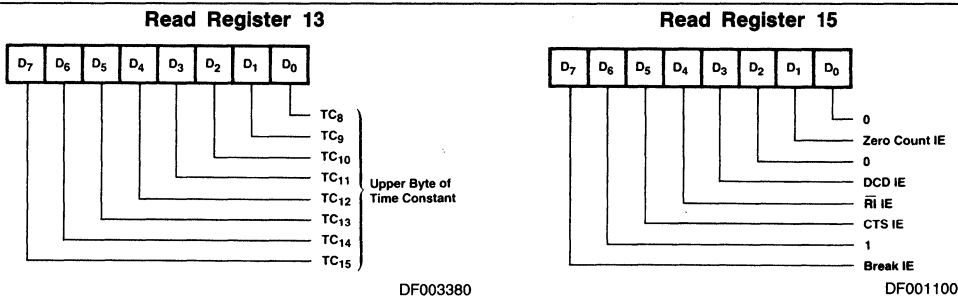 Read Register 13
D7 D6 D5 D4 D3 D2 D1 D0
TC8
TC9
TC10
TC11
TC12
TC13
TC14
TC15
Upper Byte of
Time Constant
DF003380
Read Register 15
D7 D6 D5 D4 D3 D2 D1 D0
0
Zero Count IE
0
DCD IE
R̅I̅ IE
CTS IE
1
Break IE
DF001100